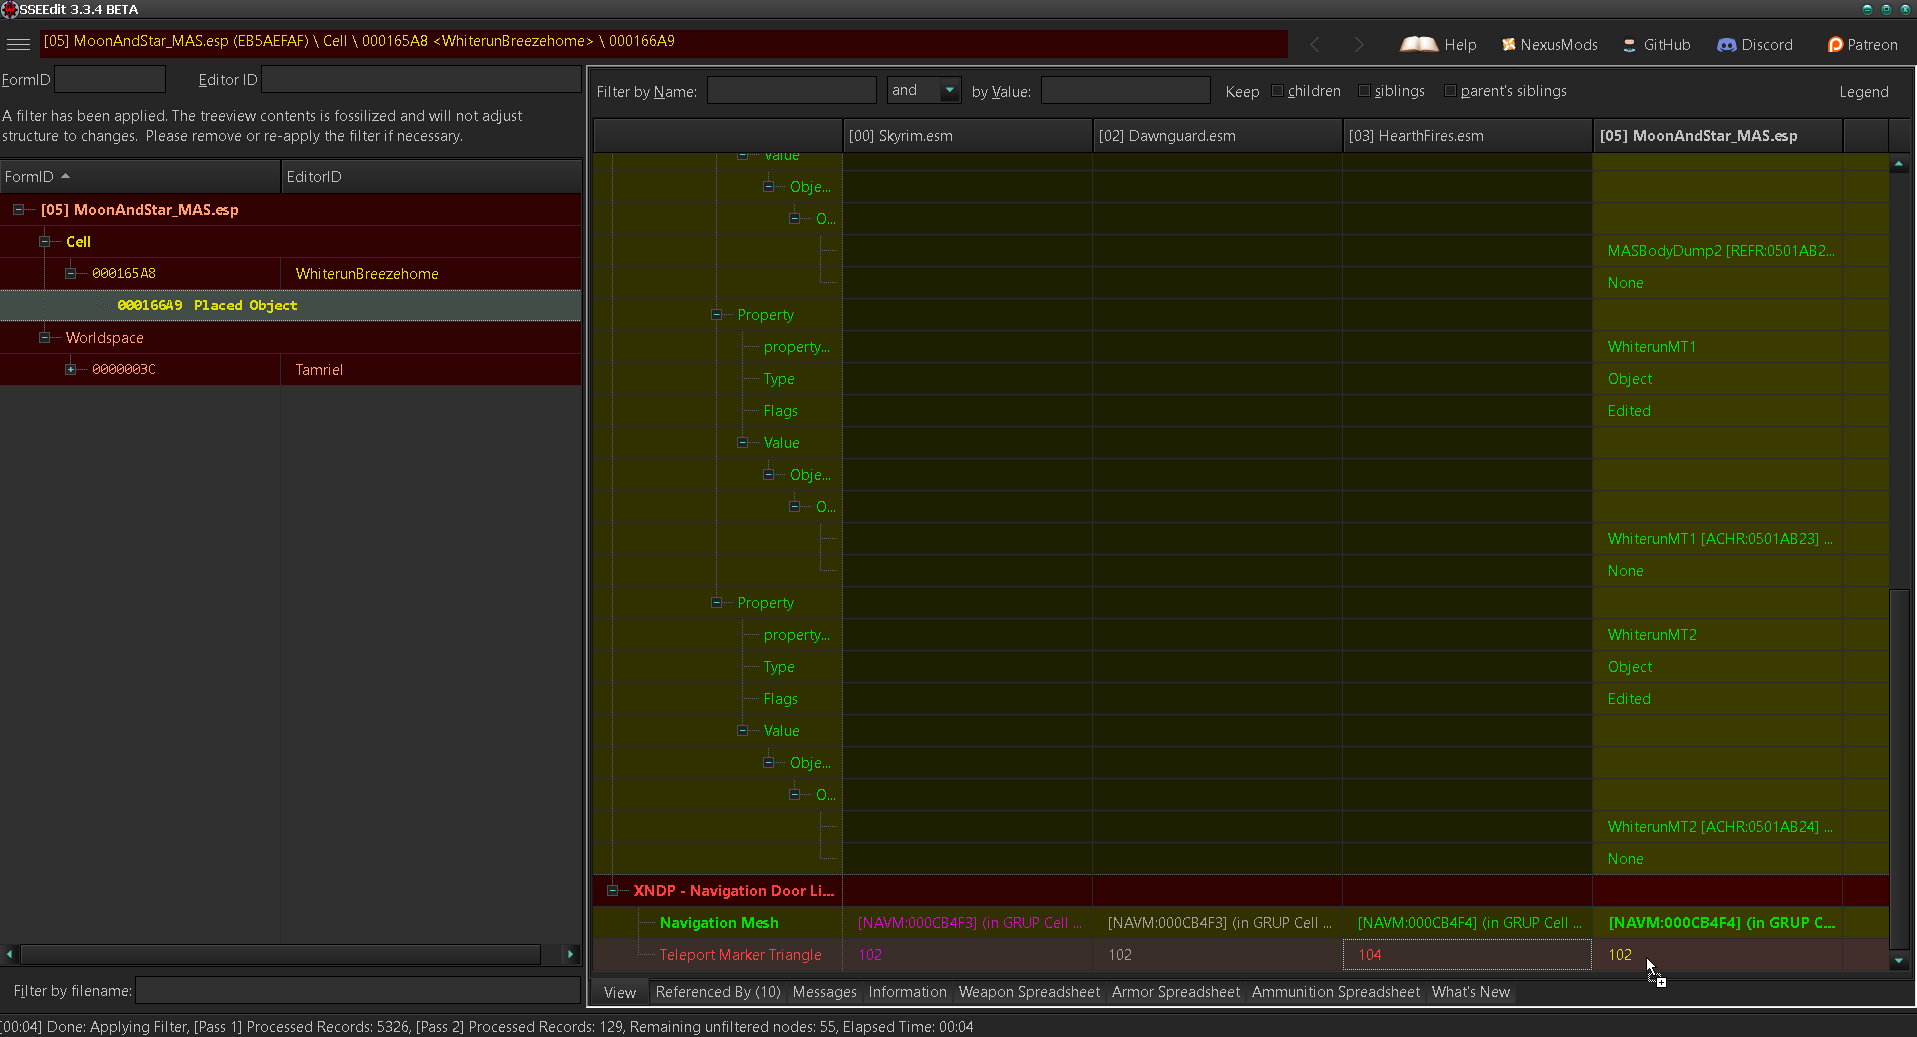 SSEEdit 3.3.4 BETA
[05] MoonAndStar_MAS.esp (EB5AEFAF) \ Cell \ 000165A8 <WhiterunBreezehome> \ 000166A9
Help NexusMods GitHub Discord Patreon
FormID Editor ID
A filter has been applied. The treeview contents is fossilized and will not adjust
structure to changes.  Please remove or re-apply the filter if necessary.
FormID EditorID
[05] MoonAndStar_MAS.esp
Cell
000165A8 WhiterunBreezehome
000166A9 Placed Object
Worldspace
0000003C Tamriel
Filter by filename:
Filter by Name: and by Value: Keep children siblings parent's siblings Legend
[00] Skyrim.esm [02] Dawnguard.esm [03] HearthFires.esm [05] MoonAndStar_MAS.esp
Value
Obje...
O...
MASBodyDump2 [REFR:0501AB2...
None
Property
property... WhiterunMT1
Type Object
Flags Edited
Value
Obje...
O...
WhiterunMT1 [ACHR:0501AB23] ...
None
Property
property... WhiterunMT2
Type Object
Flags Edited
Value
Obje...
O...
WhiterunMT2 [ACHR:0501AB24] ...
None
XNDP - Navigation Door Li...
Navigation Mesh [NAVM:000CB4F3] (in GRUP Cell ... [NAVM:000CB4F3] (in GRUP Cell ... [NAVM:000CB4F4] (in GRUP Cell ... [NAVM:000CB4F4] (in GRUP C...
Teleport Marker Triangle 102 102 104 102
View Referenced By (10) Messages Information Weapon Spreadsheet Armor Spreadsheet Ammunition Spreadsheet What's New
[00:04] Done: Applying Filter, [Pass 1] Processed Records: 5326, [Pass 2] Processed Records: 129, Remaining unfiltered nodes: 55, Elapsed Time: 00:04